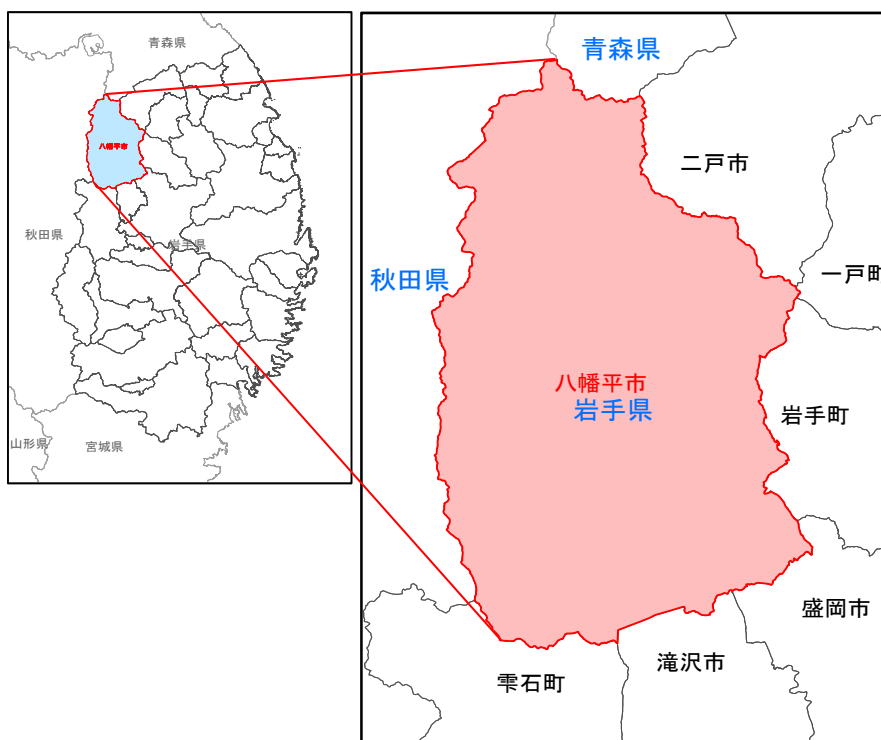 青森県
八幡平市
秋田県
岩手県
山形県
宮城県
青森県
二戸市
一戸町
秋田県
八幡平市
岩手県
岩手町
盛岡市
滝沢市
雫石町